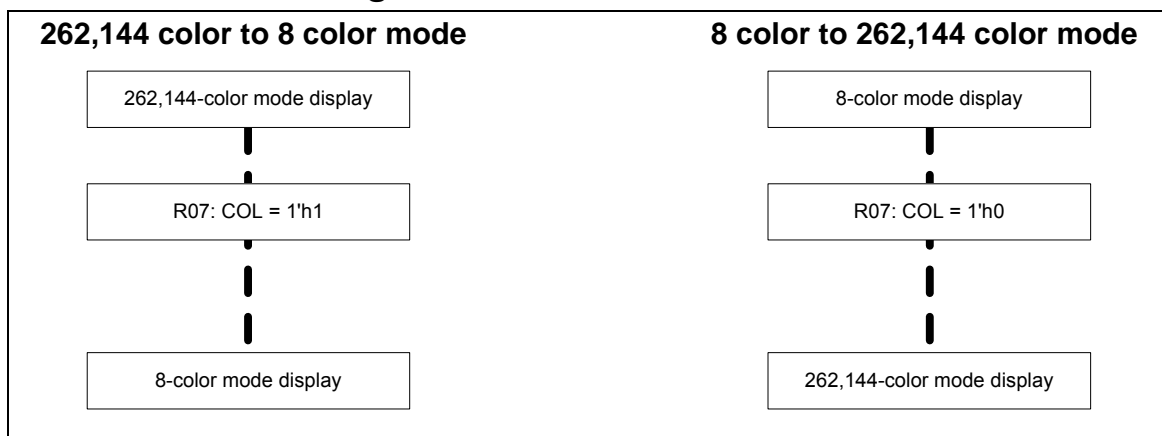 262,144 color to 8 color mode
262,144-color mode display
R07: COL = 1'h1
8-color mode display
8 color to 262,144 color mode
8-color mode display
R07: COL = 1'h0
262,144-color mode display